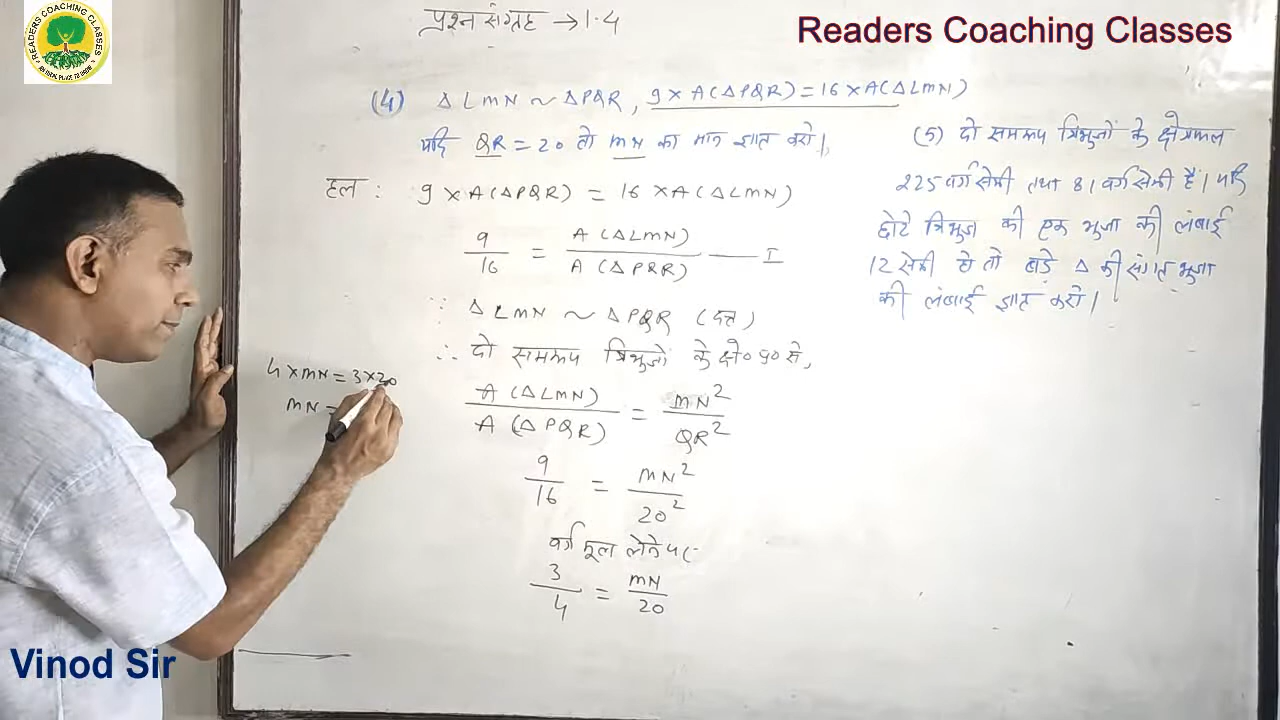 READERS COACHING CLASSES
प्रश्न संग्रह → 1.4
Readers Coaching Classes
(4) Δ LMN ~ Δ PQR, 9 × A(Δ PQR) = 16 × A(Δ LMN)
यदि QR = 20 तो MN का मान ज्ञात करो।
हल : 9 × A(Δ PQR) = 16 × A(Δ LMN)
9/16 = A(Δ LMN)/A(Δ PQR) — I
∵ Δ LMN ~ Δ PQR (दत्त)
∴ दो समरूप त्रिभुजों के क्षे० प्र० से,
A(Δ LMN)/A(Δ PQR) = MN²/QR²
9/16 = MN²/20²
वर्ग मूल लेने पर
3/4 = MN/20
4 × MN = 3 × 20
MN =
(5) दो समरूप त्रिभुजों के क्षेत्रफल
225 वर्ग सेमी तथा 81 वर्ग सेमी है। यदि
छोटे त्रिभुज की एक भुजा की लंबाई
12 सेमी हो तो बड़े Δ की संगत भुजा
की लंबाई ज्ञात करो।
Vinod Sir